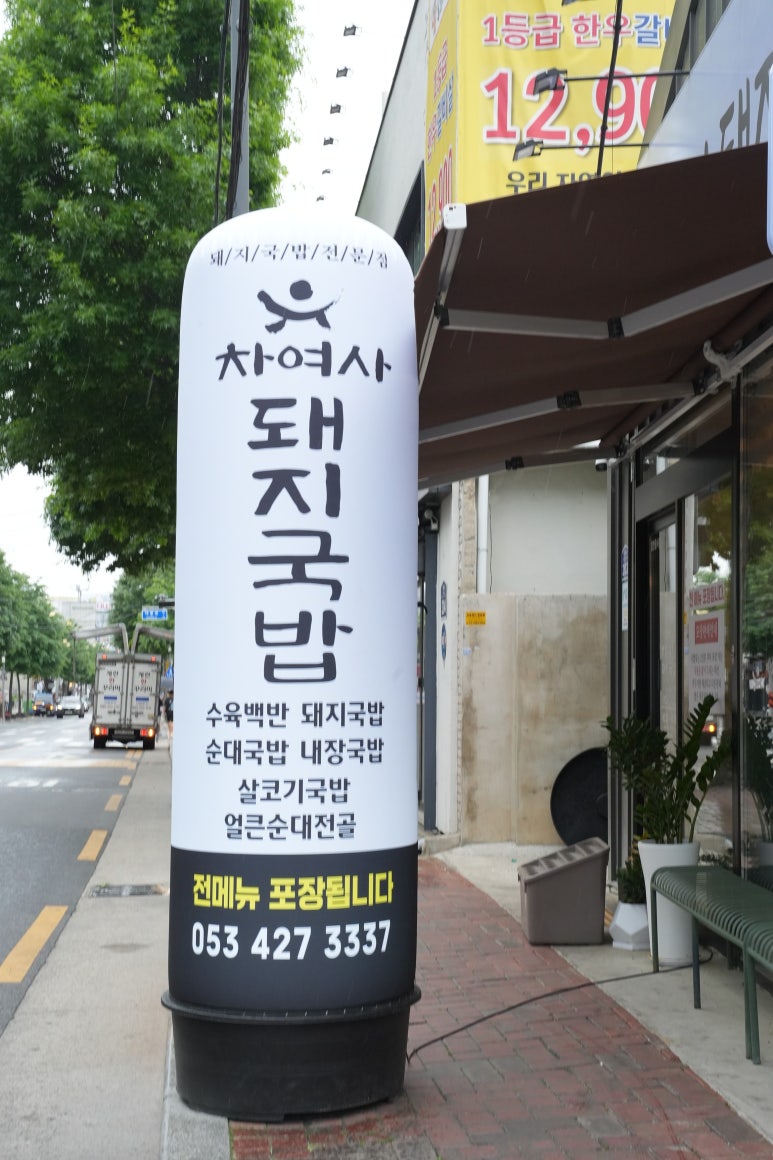 1등급 한우갈비
12,90
우리
돼/지/국/밥/전/문/점
차여사
돼
지
국
밥
수육백반 돼지국밥
순대국밥 내장국밥
살코기국밥
얼큰순대전골
전메뉴 포장됩니다
053 427 3337